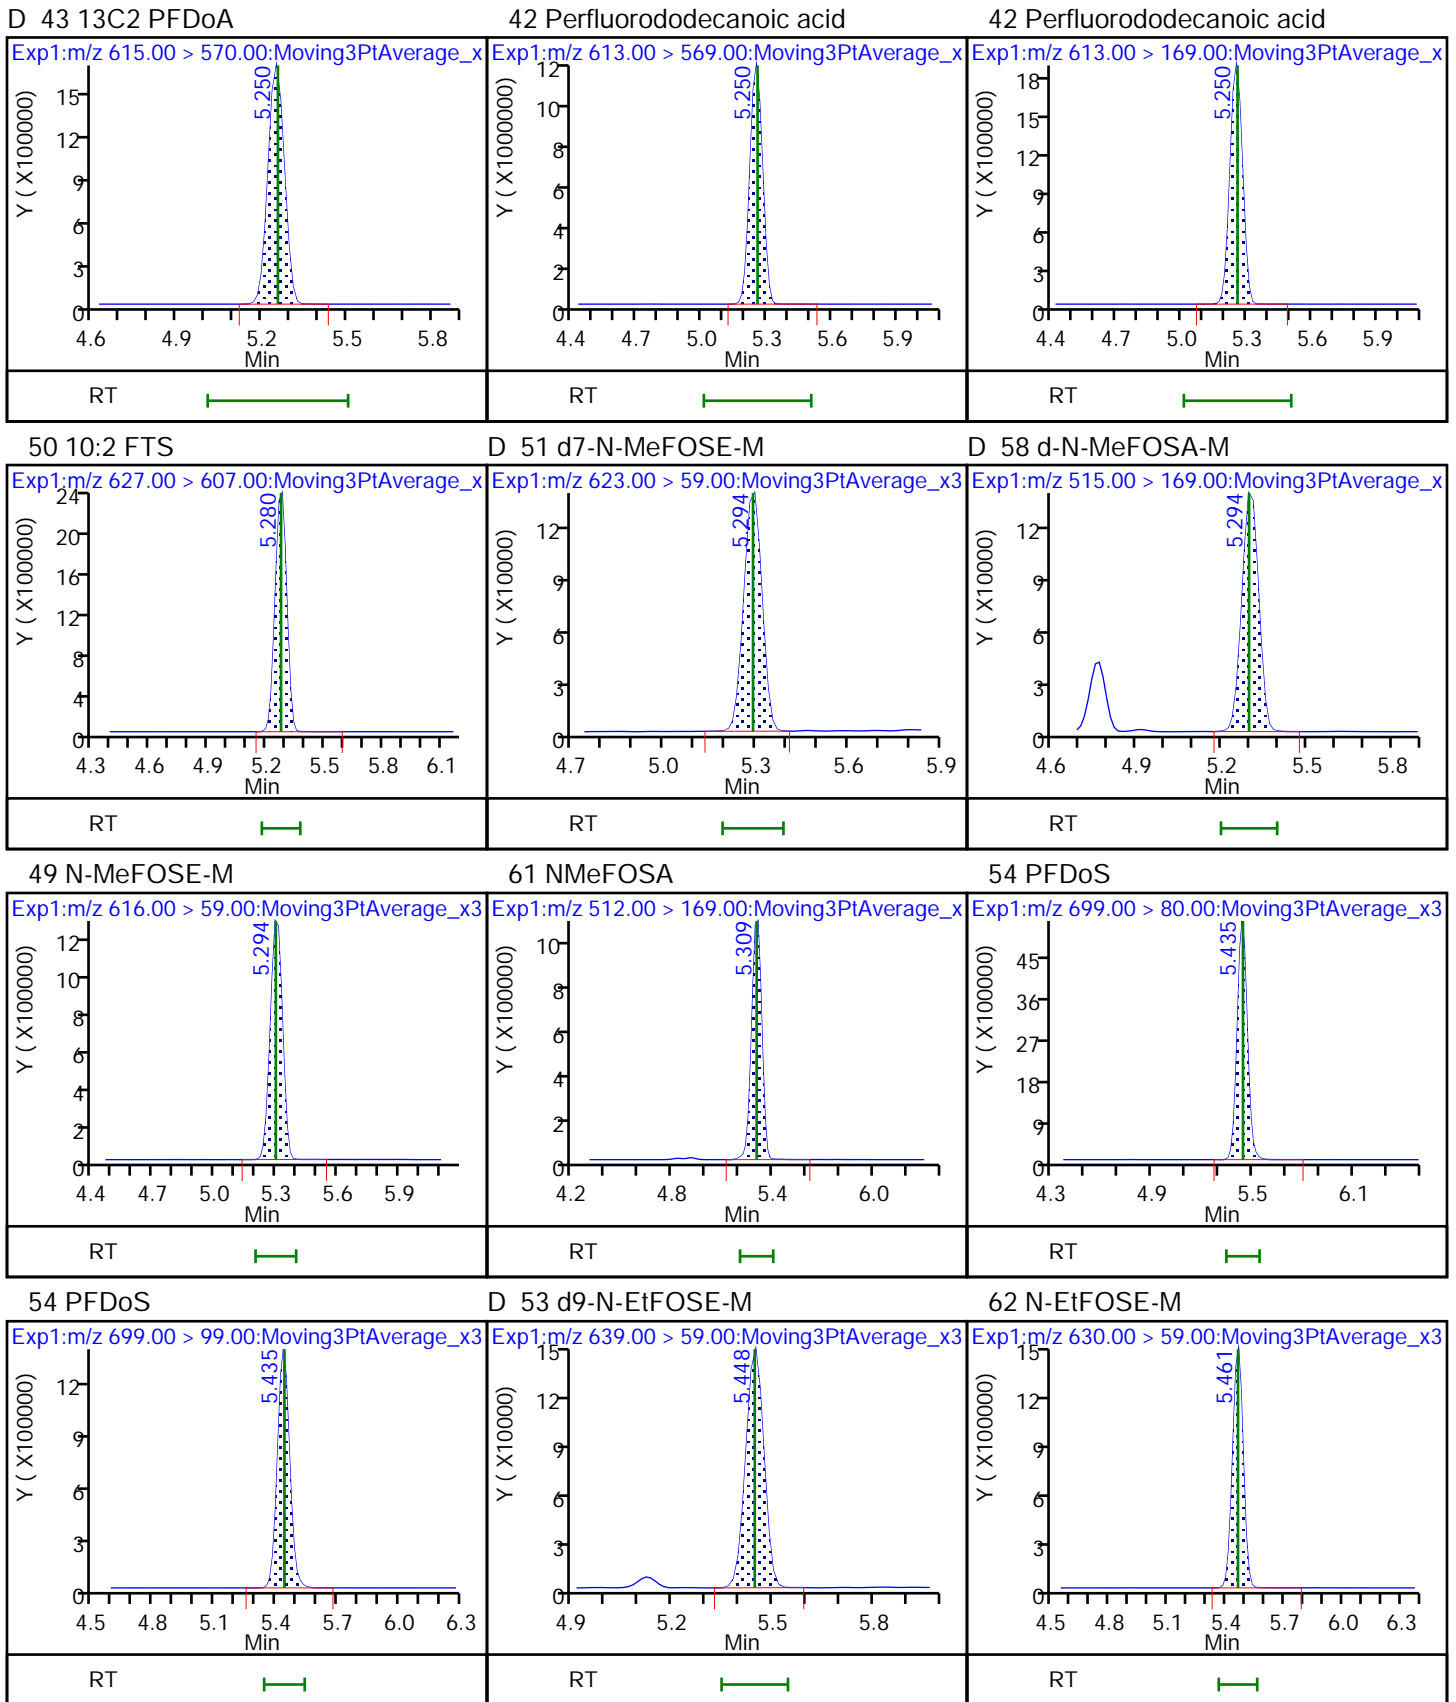 D 43 13C2 PFDoA
Exp1:m/z 615.00 > 570.00:Moving3PtAverage_x
Y ( X100000)
15
12
9
6
3
0
5.250
4.6 4.9 5.2 5.5 5.8
Min
RT
42 Perfluorododecanoic acid
Exp1:m/z 613.00 > 569.00:Moving3PtAverage_x
Y ( X1000000)
12
10
8
6
4
2
0
5.250
4.4 4.7 5.0 5.3 5.6 5.9
Min
RT
42 Perfluorododecanoic acid
Exp1:m/z 613.00 > 169.00:Moving3PtAverage_x
Y ( X100000)
18
15
12
9
6
3
0
5.250
4.4 4.7 5.0 5.3 5.6 5.9
Min
RT
50 10:2 FTS
Exp1:m/z 627.00 > 607.00:Moving3PtAverage_x
Y ( X100000)
24
20
16
12
8
4
0
5.280
4.3 4.6 4.9 5.2 5.5 5.8 6.1
Min
RT
D 51 d7-N-MeFOSE-M
Exp1:m/z 623.00 > 59.00:Moving3PtAverage_x3
Y ( X10000)
12
9
6
3
0
5.294
4.7 5.0 5.3 5.6 5.9
Min
RT
D 58 d-N-MeFOSA-M
Exp1:m/z 515.00 > 169.00:Moving3PtAverage_x
Y ( X10000)
12
9
6
3
0
5.294
4.6 4.9 5.2 5.5 5.8
Min
RT
49 N-MeFOSE-M
Exp1:m/z 616.00 > 59.00:Moving3PtAverage_x3
Y ( X100000)
12
10
8
6
4
2
0
5.294
4.4 4.7 5.0 5.3 5.6 5.9
Min
RT
61 NMeFOSA
Exp1:m/z 512.00 > 169.00:Moving3PtAverage_x
Y ( X100000)
10
8
6
4
2
0
5.309
4.2 4.8 5.4 6.0
Min
RT
54 PFDoS
Exp1:m/z 699.00 > 80.00:Moving3PtAverage_x3
Y ( X100000)
45
36
27
18
9
0
5.435
4.3 4.9 5.5 6.1
Min
RT
54 PFDoS
Exp1:m/z 699.00 > 99.00:Moving3PtAverage_x3
Y ( X100000)
12
9
6
3
0
5.435
4.5 4.8 5.1 5.4 5.7 6.0 6.3
Min
RT
D 53 d9-N-EtFOSE-M
Exp1:m/z 639.00 > 59.00:Moving3PtAverage_x3
Y ( X10000)
15
12
9
6
3
0
5.448
4.9 5.2 5.5 5.8
Min
RT
62 N-EtFOSE-M
Exp1:m/z 630.00 > 59.00:Moving3PtAverage_x3
Y ( X100000)
15
12
9
6
3
0
5.461
4.5 4.8 5.1 5.4 5.7 6.0 6.3
Min
RT